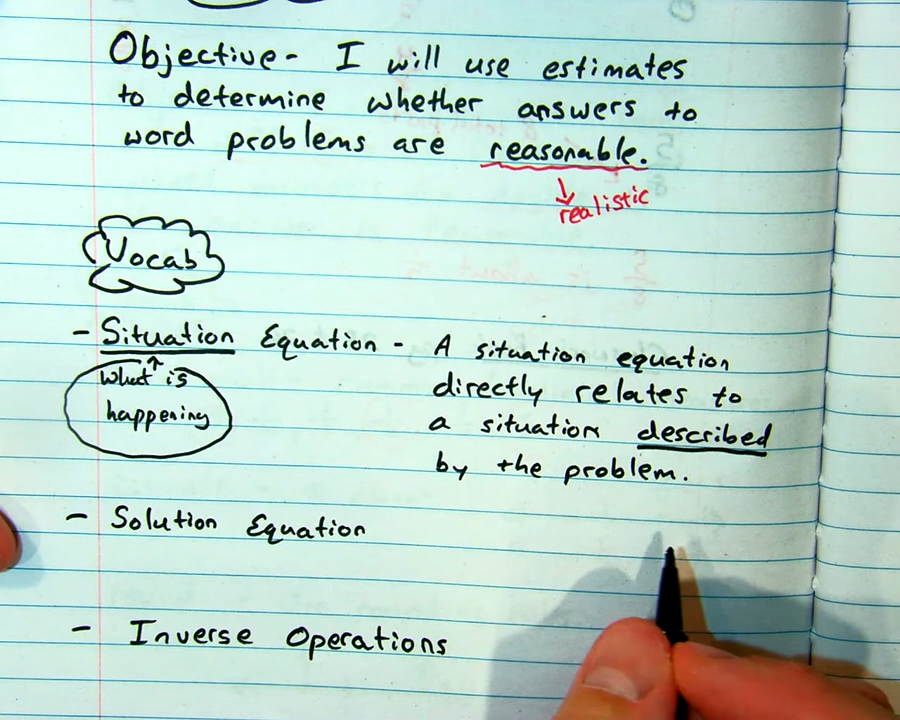 Objective - I will use estimates
to determine whether answers to
word problems are reasonable.
realistic
Vocab
- Situation Equation - A situation equation
what is
happening
directly relates to
a situation described
by the problem.
- Solution Equation
- Inverse Operations